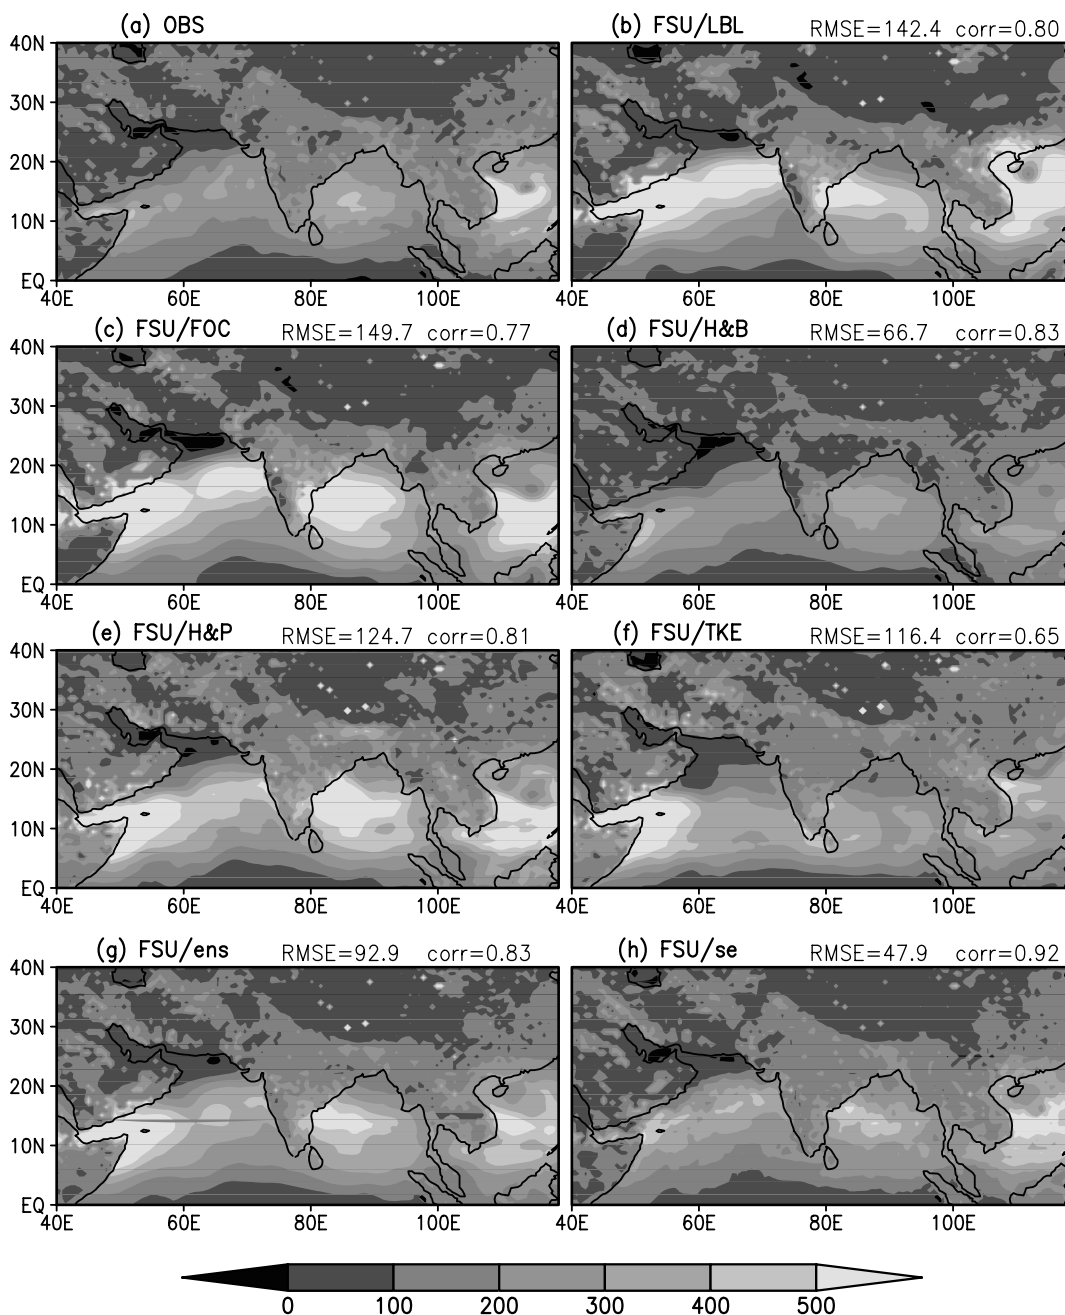 (a) OBS
(b) FSU/LBL RMSE=142.4 corr=0.80
40N
30N
20N
10N
EQ
40E 60E 80E 100E
40E 60E 80E 100E
(c) FSU/FOC RMSE=149.7 corr=0.77
(d) FSU/H&B RMSE=66.7 corr=0.83
40N
30N
20N
10N
EQ
40E 60E 80E 100E
40E 60E 80E 100E
(e) FSU/H&P RMSE=124.7 corr=0.81
(f) FSU/TKE RMSE=116.4 corr=0.65
40N
30N
20N
10N
EQ
40E 60E 80E 100E
40E 60E 80E 100E
(g) FSU/ens RMSE=92.9 corr=0.83
(h) FSU/se RMSE=47.9 corr=0.92
40N
30N
20N
10N
EQ
40E 60E 80E 100E
40E 60E 80E 100E
0 100 200 300 400 500